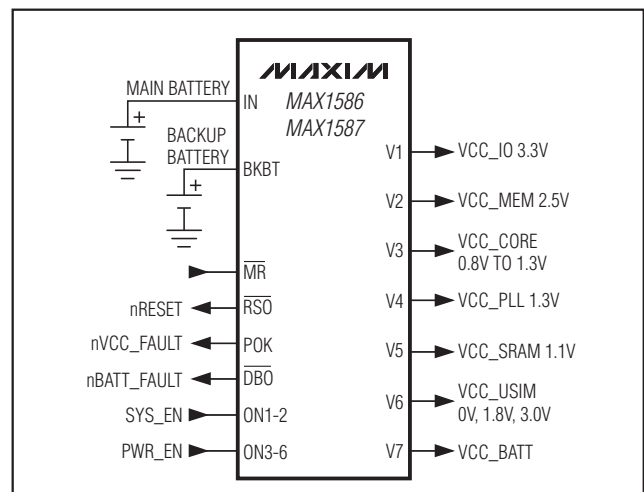 MAXIM
MAX1586
MAX1587
MAIN BATTERY
IN
+
BACKUP
BATTERY
BKBT
+
MR
nRESET
RSO
nVCC_FAULT
POK
nBATT_FAULT
DBO
SYS_EN
ON1-2
PWR_EN
ON3-6
V1
VCC_IO 3.3V
V2
VCC_MEM 2.5V
V3
VCC_CORE
0.8V TO 1.3V
V4
VCC_PLL 1.3V
V5
VCC_SRAM 1.1V
V6
VCC_USIM
0V, 1.8V, 3.0V
V7
VCC_BATT